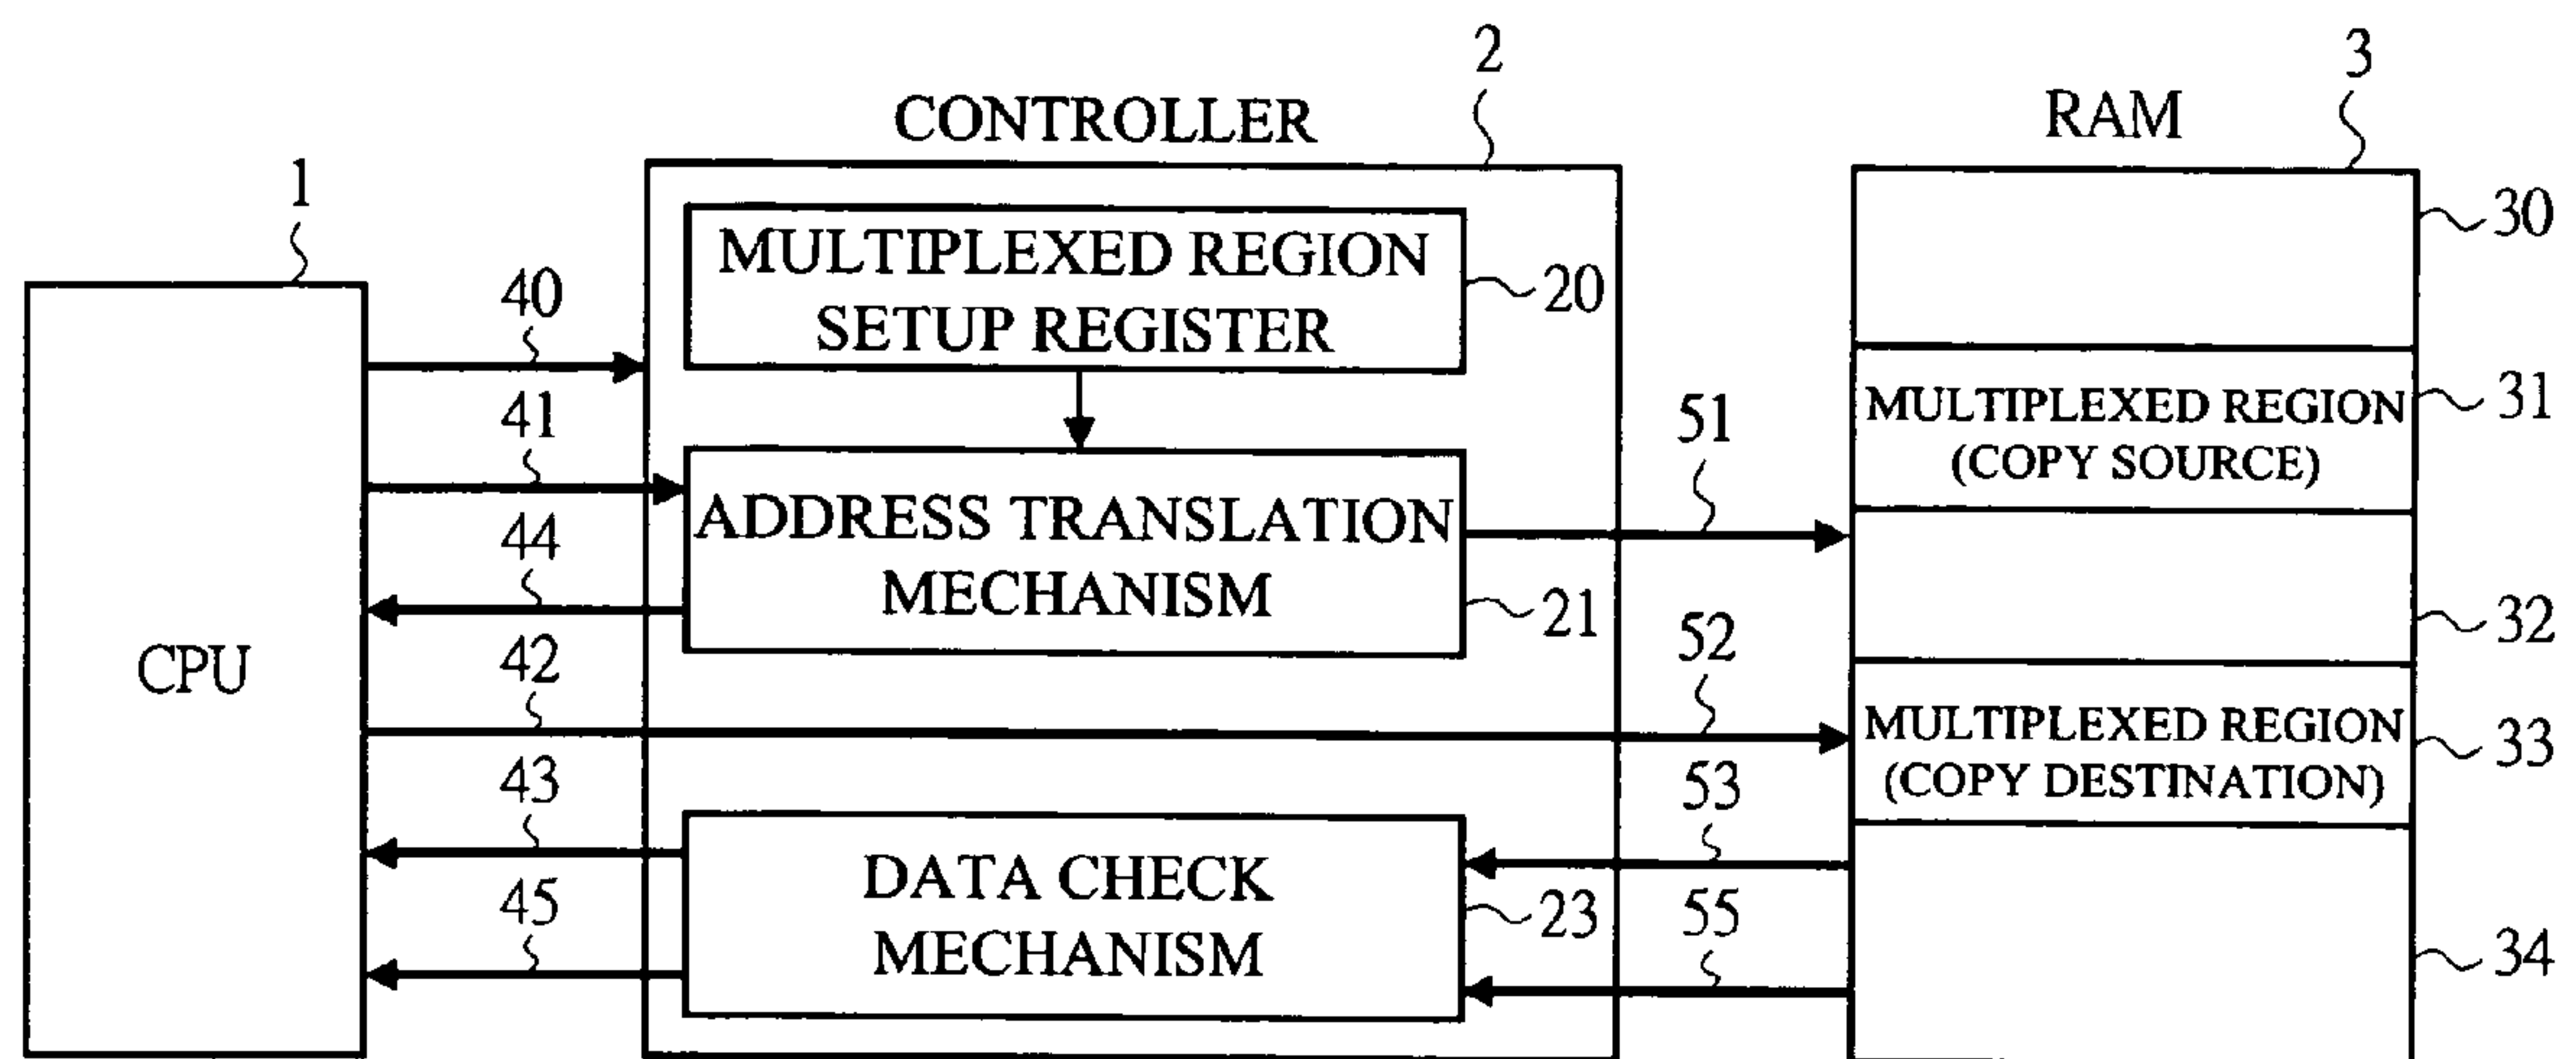 1
CPU
40
41
44
42
43
45
CONTROLLER
2
MULTIPLEXED REGION
SETUP REGISTER
20
ADDRESS TRANSLATION
MECHANISM
21
DATA CHECK
MECHANISM
23
51
52
53
55
RAM
3
30
MULTIPLEXED REGION
(COPY SOURCE)
31
32
MULTIPLEXED REGION
(COPY DESTINATION)
33
34